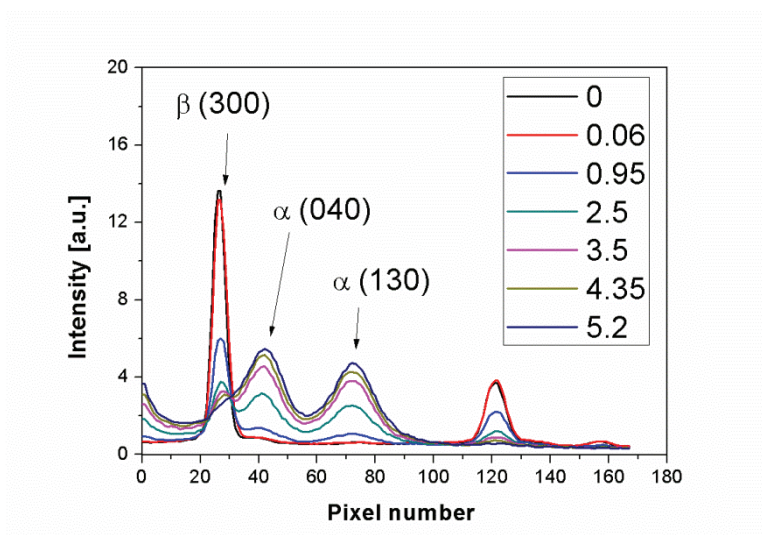 20
16
12
8
4
0
Intensity [a.u.]
β (300)
α (040)
α (130)
0
0.06
0.95
2.5
3.5
4.35
5.2
0 20 40 60 80 100 120 140 160 180
Pixel number